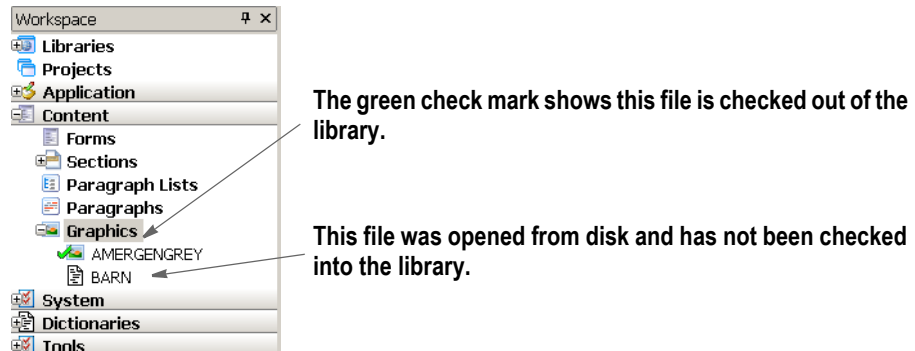 Workspace
Libraries
Projects
Application
Content
Forms
Sections
Paragraph Lists
Paragraphs
Graphics
AMERGENGREY
BARN
System
Dictionaries
Tools
The green check mark shows this file is checked out of the
library.
This file was opened from disk and has not been checked
into the library.